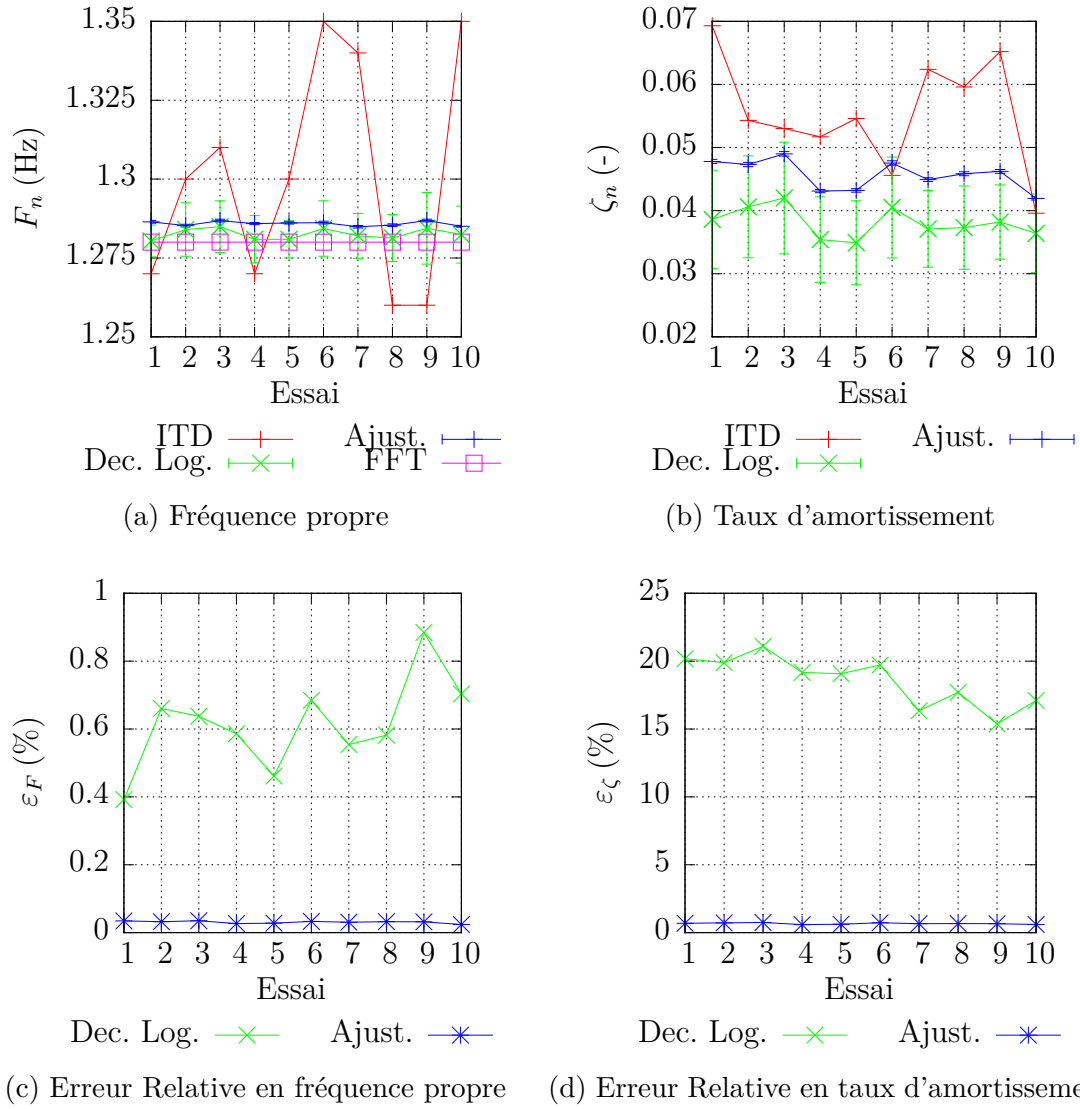 1.35
1.325
1.3
1.275
1.25
F_n (Hz)
1 2 3 4 5 6 7 8 9 10
Essai
ITD
Ajust.
Dec. Log.
FFT
(a) Fréquence propre
0.07
0.06
0.05
0.04
0.03
0.02
ζ_n (-)
1 2 3 4 5 6 7 8 9 10
Essai
ITD
Ajust.
Dec. Log.
(b) Taux d'amortissement
1
0.8
0.6
0.4
0.2
0
ε_F (%)
1 2 3 4 5 6 7 8 9 10
Essai
Dec. Log.
Ajust.
(c) Erreur Relative en fréquence propre
25
20
15
10
5
0
ε_ζ (%)
1 2 3 4 5 6 7 8 9 10
Essai
Dec. Log.
Ajust.
(d) Erreur Relative en taux d'amortisseme